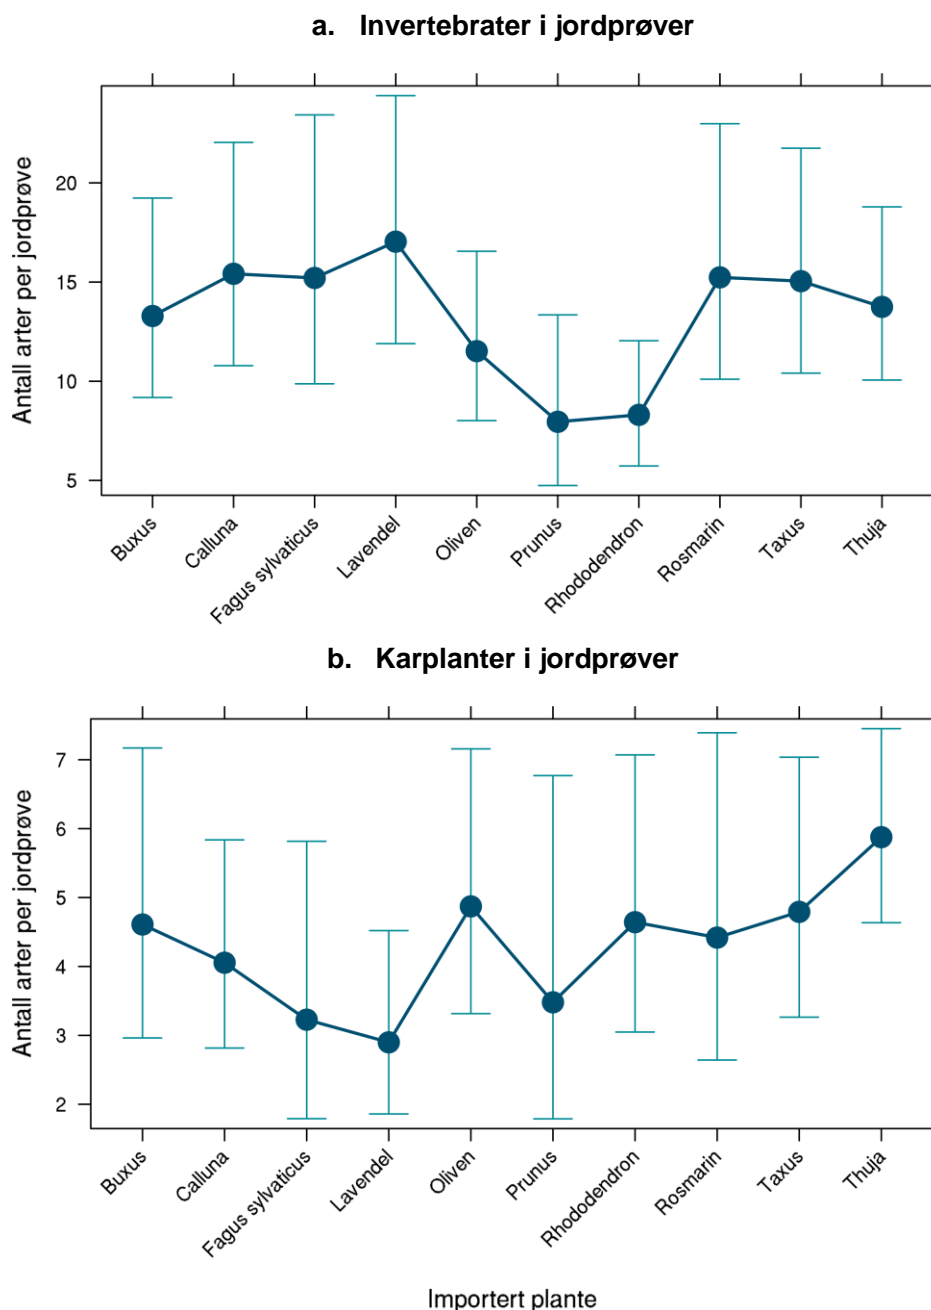 a. Invertebrater i jordprøver
Antall arter per jordprøve
20
15
10
5
Buxus
Calluna
Fagus sylvaticus
Lavendel
Oliven
Prunus
Rhododendron
Rosmarin
Taxus
Thuja
b. Karplanter i jordprøver
Antall arter per jordprøve
7
6
5
4
3
2
Buxus
Calluna
Fagus sylvaticus
Lavendel
Oliven
Prunus
Rhododendron
Rosmarin
Taxus
Thuja
Importert plante